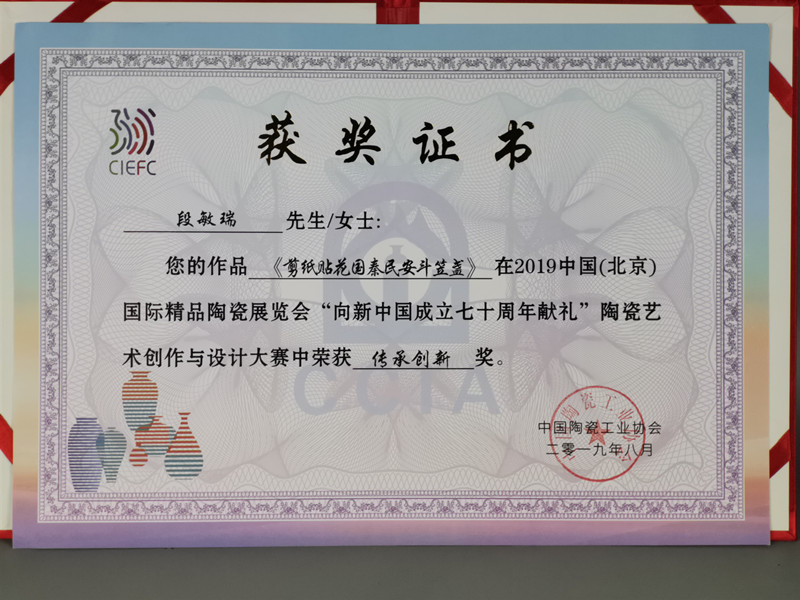 CIEFC
获奖证书
段敏瑞 先生/女士:
您的作品《剪纸贴花国泰民安斗笠盏》在2019中国(北京)
国际精品陶瓷展览会“向新中国成立七十周年献礼”陶瓷艺
术创作与设计大赛中荣获 传承创新 奖。
CCIA
中国陶瓷工业协会
二零一九年八月